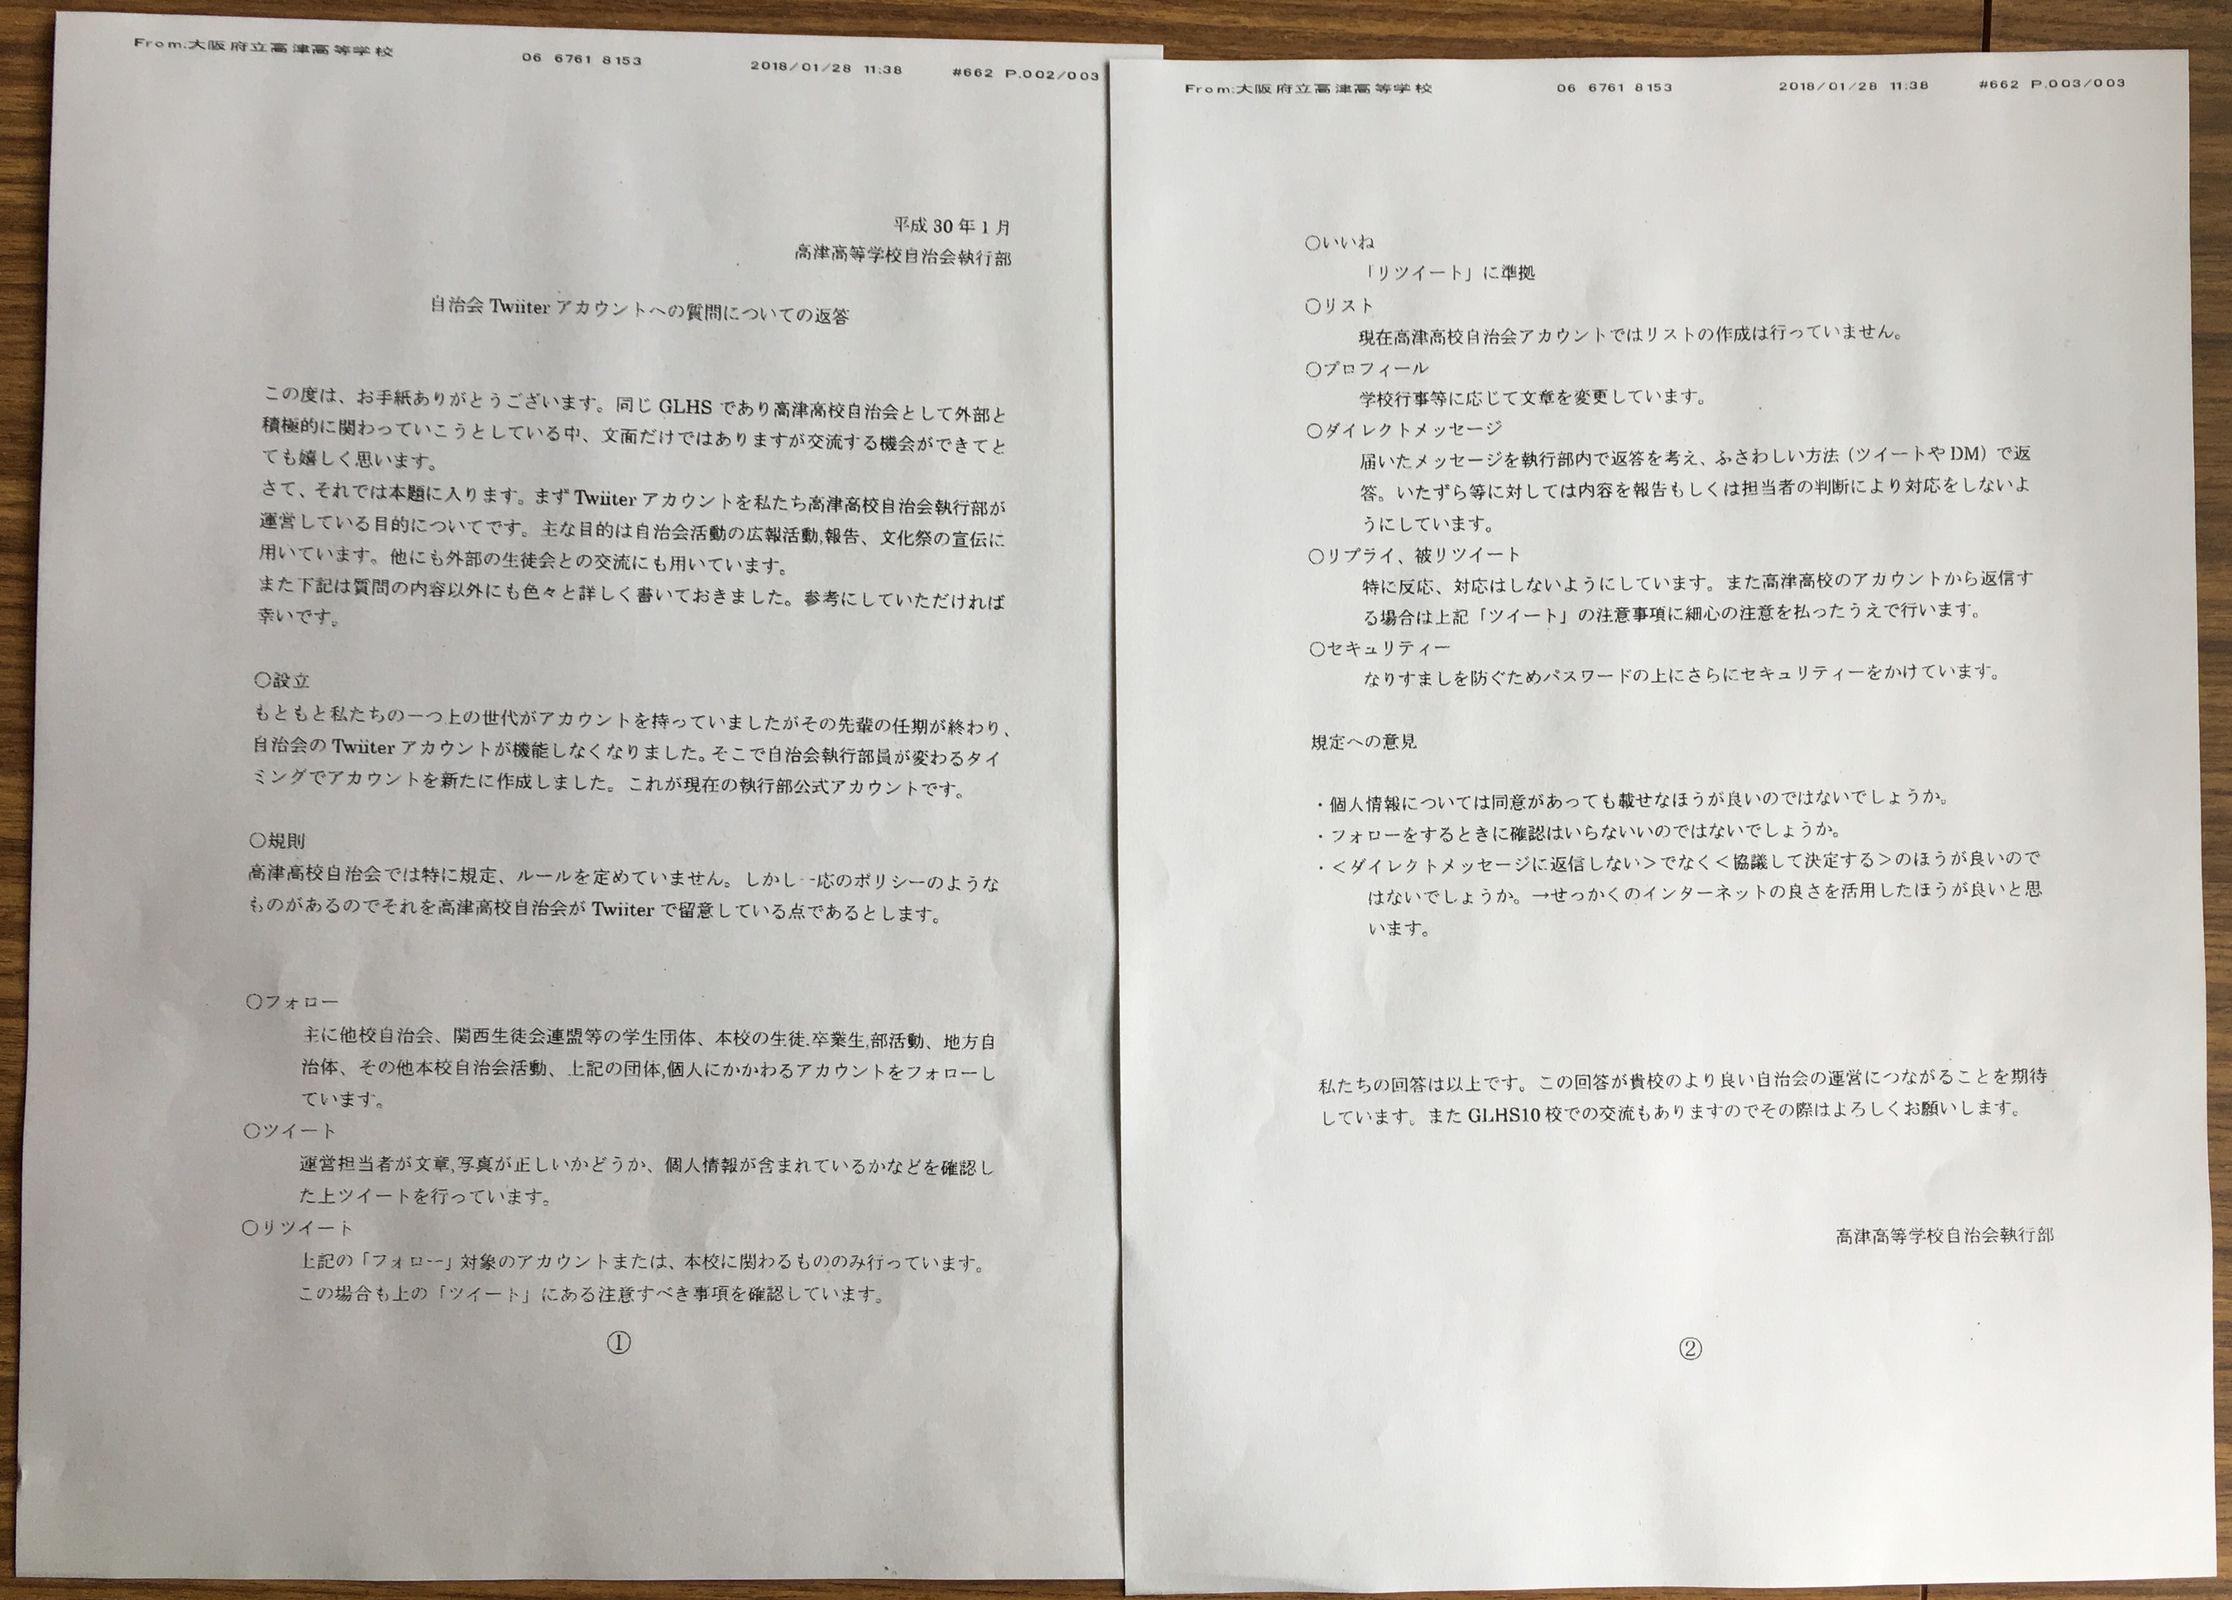 From:大阪府立高津高等学校 06 6761 8153 2018/01/28 11:38 #662 P.002/003
平成 30 年 1 月
高津高等学校自治会執行部
自治会 Twiiter アカウントへの質問についての返答
この度は、お手紙ありがとうございます。同じ GLHS であり高津高校自治会として外部と
積極的に関わっていこうとしている中、文面だけではありますが交流する機会ができてと
ても嬉しく思います。
さて、それでは本題に入ります。まず Twiiter アカウントを私たち高津高校自治会執行部が
運営している目的についてです。主な目的は自治会活動の広報活動,報告、文化祭の宣伝に
用いています。他にも外部の生徒会との交流にも用いています。
また下記は質問の内容以外にも色々と詳しく書いておきました。参考にしていただければ
幸いです。
○設立
もともと私たちの一つ上の世代がアカウントを持っていましたがその先輩の任期が終わり、
自治会の Twiiter アカウントが機能しなくなりました。そこで自治会執行部員が変わるタイ
ミングでアカウントを新たに作成しました。これが現在の執行部公式アカウントです。
○規則
高津高校自治会では特に規定、ルールを定めていません。しかし一応のポリシーのような
ものがあるのでそれを高津高校自治会が Twiiter で留意している点であるとします。
○フォロー
主に他校自治会、関西生徒会連盟等の学生団体、本校の生徒.卒業生,部活動、地方自
治体、その他本校自治会活動、上記の団体,個人にかかわるアカウントをフォローし
ています。
○ツイート
運営担当者が文章,写真が正しいかどうか、個人情報が含まれているかなどを確認し
た上ツイートを行っています。
○リツイート
上記の「フォロー」対象のアカウントまたは、本校に関わるもののみ行っています。
この場合も上の「ツイート」にある注意すべき事項を確認しています。
①
From:大阪府立高津高等学校 06 6761 8153 2018/01/28 11:38 #662 P.003/003
○いいね
「リツイート」に準拠
○リスト
現在高津高校自治会アカウントではリストの作成は行っていません。
○プロフィール
学校行事等に応じて文章を変更しています。
○ダイレクトメッセージ
届いたメッセージを執行部内で返答を考え、ふさわしい方法（ツイートや DM）で返
答。いたずら等に対しては内容を報告もしくは担当者の判断により対応をしないよ
うにしています。
○リプライ、被リツイート
特に反応、対応はしないようにしています。また高津高校のアカウントから返信す
る場合は上記「ツイート」の注意事項に細心の注意を払ったうえで行います。
○セキュリティー
なりすましを防ぐためパスワードの上にさらにセキュリティーをかけています。
規定への意見
・個人情報については同意があっても載せなほうが良いのではないでしょうか。
・フォローをするときに確認はいらないいのではないでしょうか。
・＜ダイレクトメッセージに返信しない＞でなく＜協議して決定する＞のほうが良いので
はないでしょうか。→せっかくのインターネットの良さを活用したほうが良いと思
います。
私たちの回答は以上です。この回答が貴校のより良い自治会の運営につながることを期待
しています。また GLHS10 校での交流もありますのでその際はよろしくお願いします。
高津高等学校自治会執行部
②